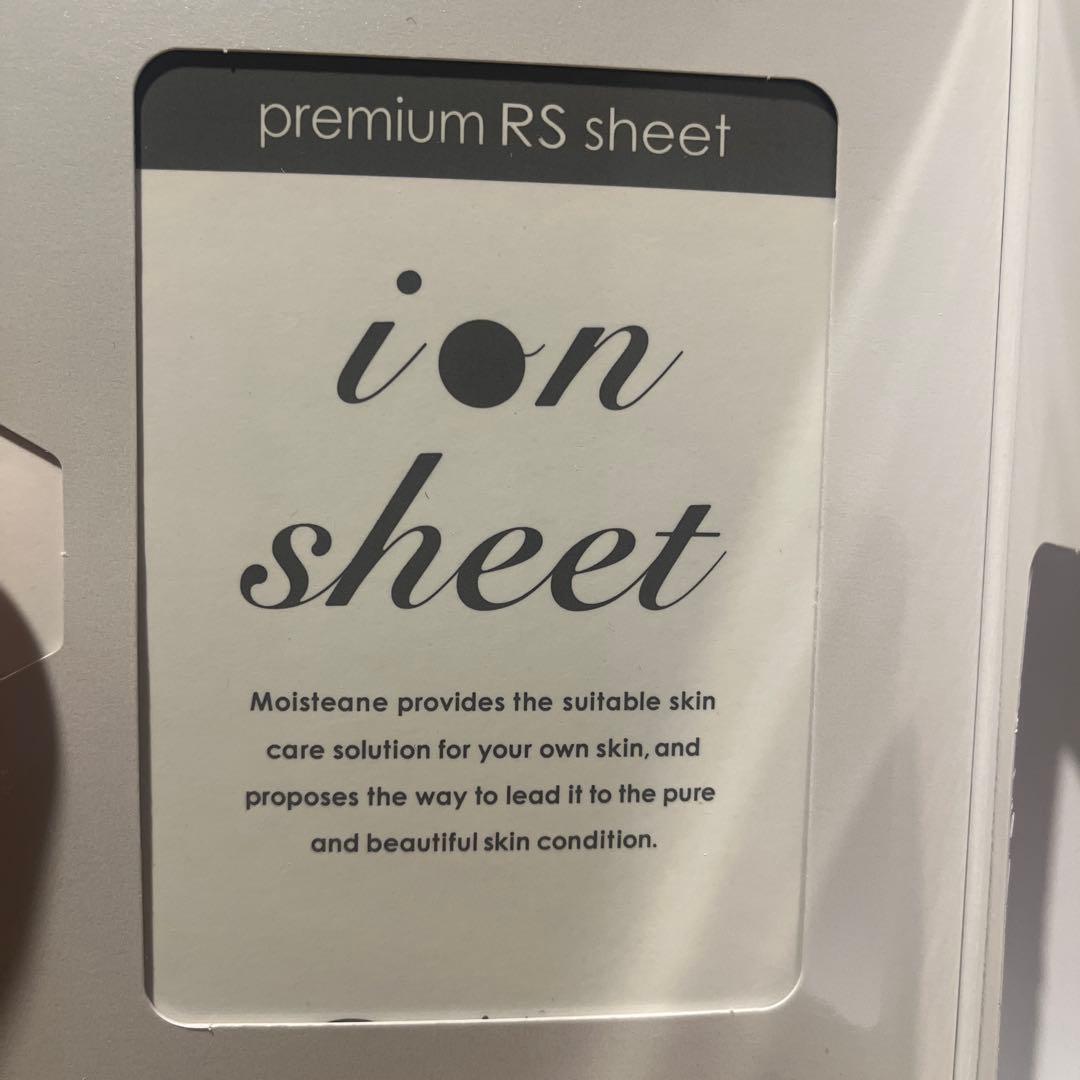 premium RS sheet
ion
sheet
Moisteane provides the suitable skin
care solution for your own skin, and
proposes the way to lead it to the pure
and beautiful skin condition.